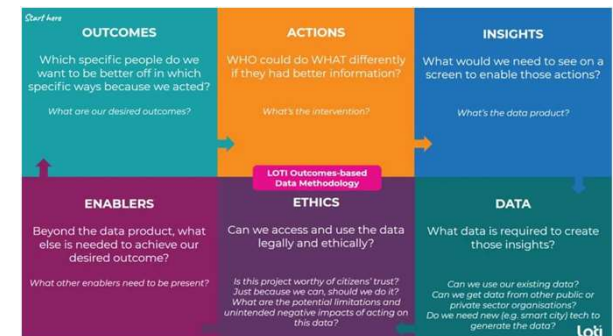 Start here
OUTCOMES
Which specific people do we
want to be better off in which
specific ways because we acted?
What are our desired outcomes?
ACTIONS
WHO could do WHAT differently
if they had better information?
What's the intervention?
INSIGHTS
What would we need to see on a
screen to enable those actions?
What's the data product?
LOTI Outcomes-based
Data Methodology
ENABLERS
Beyond the data product, what
else is needed to achieve our
desired outcome?
What other enablers need to be present?
ETHICS
Can we access and use the data
legally and ethically?
Is this project worthy of citizens' trust?
Just because we can, should we do it?
What are the potential limitations and
unintended negative impacts of acting on
this data?
DATA
What data is required to create
those insights?
Can we use our existing data?
Can we get data from other public or
private sector organisations?
Do we need new (e.g. smart city) tech to
generate the data?
loti